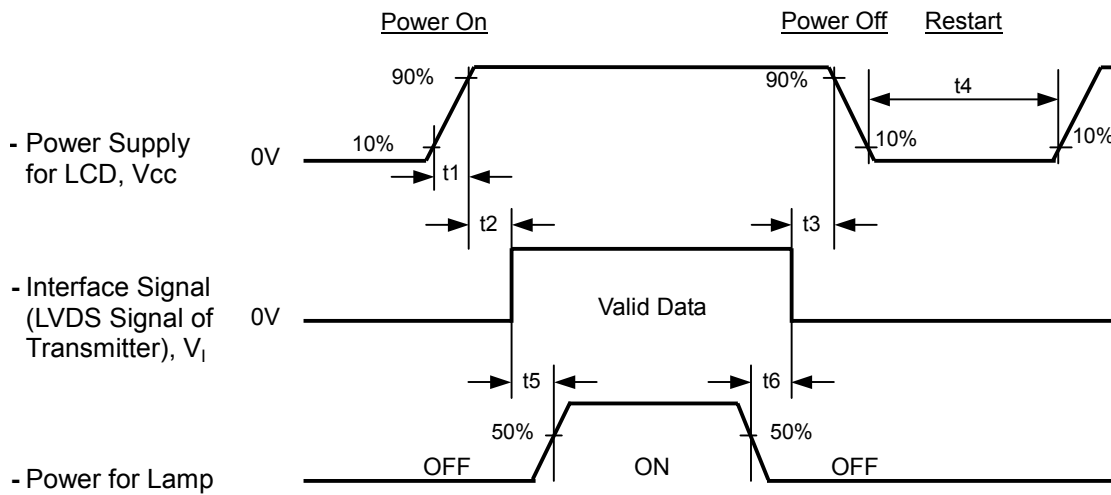 Power On
Power Off
Restart
90%
90%
t4
- Power Supply
for LCD, Vcc
0V
10%
10%
10%
t1
t2
t3
- Interface Signal
(LVDS Signal of
Transmitter), VI
0V
Valid Data
t5
t6
50%
50%
- Power for Lamp
OFF
ON
OFF